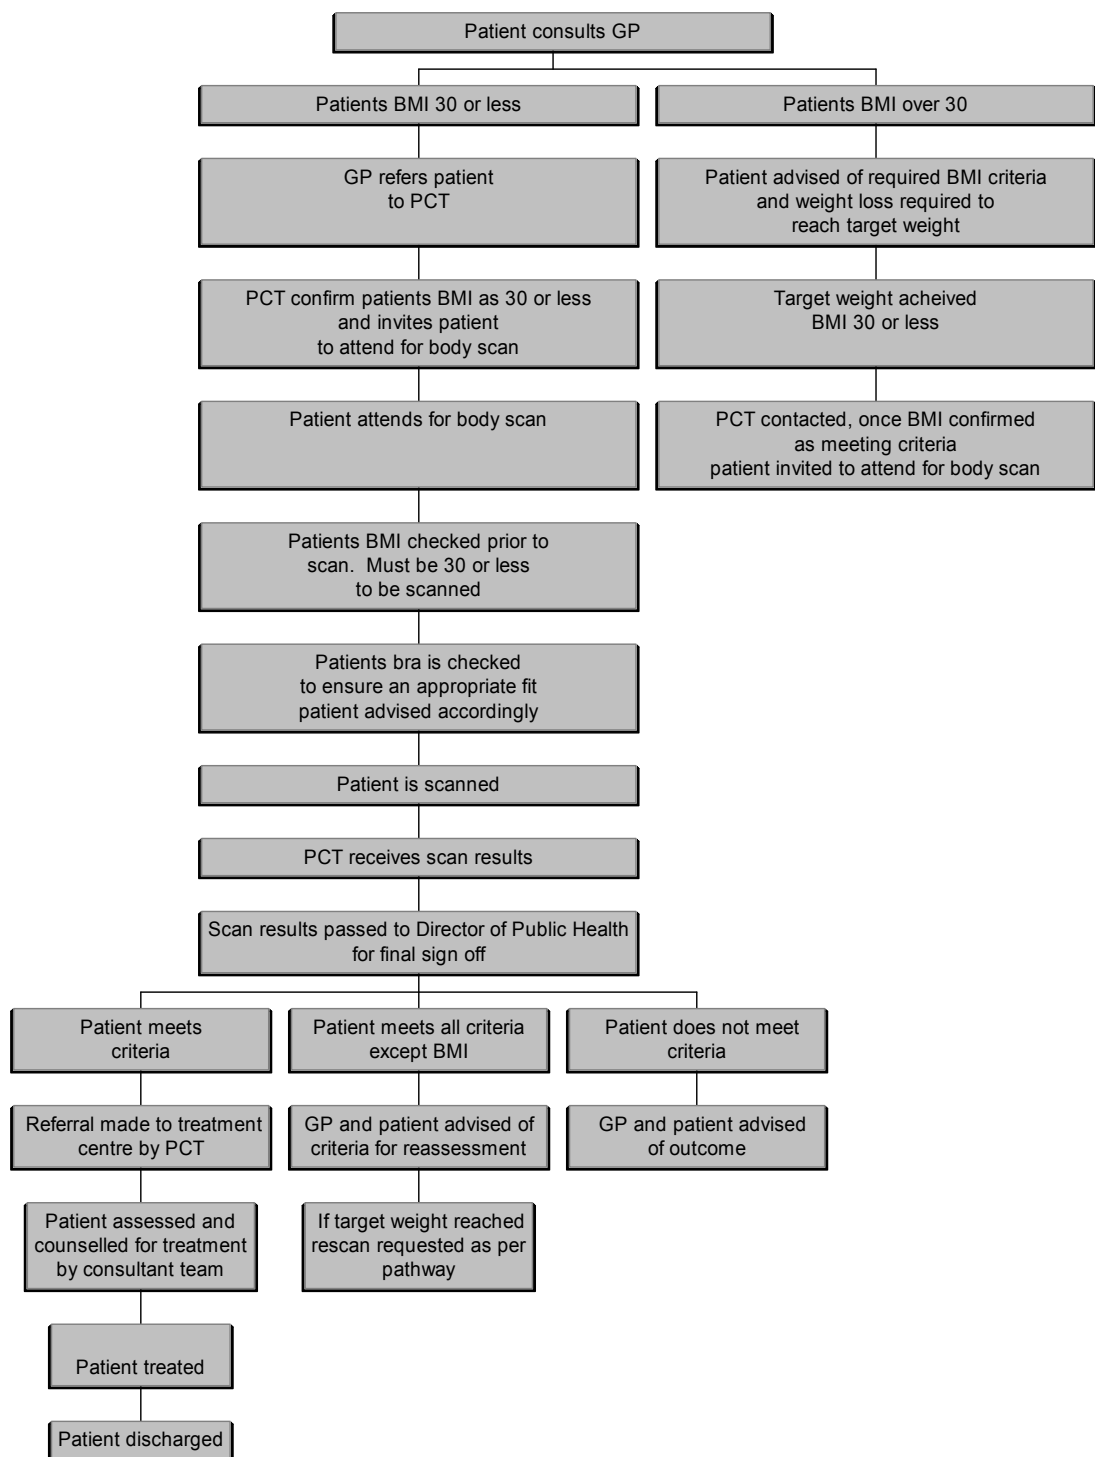 Patient consults GP
Patients BMI 30 or less
Patients BMI over 30
GP refers patient
to PCT
Patient advised of required BMI criteria
and weight loss required to
reach target weight
PCT confirm patients BMI as 30 or less
and invites patient
to attend for body scan
Target weight acheived
BMI 30 or less
Patient attends for body scan
PCT contacted, once BMI confirmed
as meeting criteria
patient invited to attend for body scan
Patients BMI checked prior to
scan. Must be 30 or less
to be scanned
Patients bra is checked
to ensure an appropriate fit
patient advised accordingly
Patient is scanned
PCT receives scan results
Scan results passed to Director of Public Health
for final sign off
Patient meets
criteria
Patient meets all criteria
except BMI
Patient does not meet
criteria
Referral made to treatment
centre by PCT
GP and patient advised of
criteria for reassessment
GP and patient advised
of outcome
Patient assessed and
counselled for treatment
by consultant team
If target weight reached
rescan requested as per
pathway
Patient treated
Patient discharged